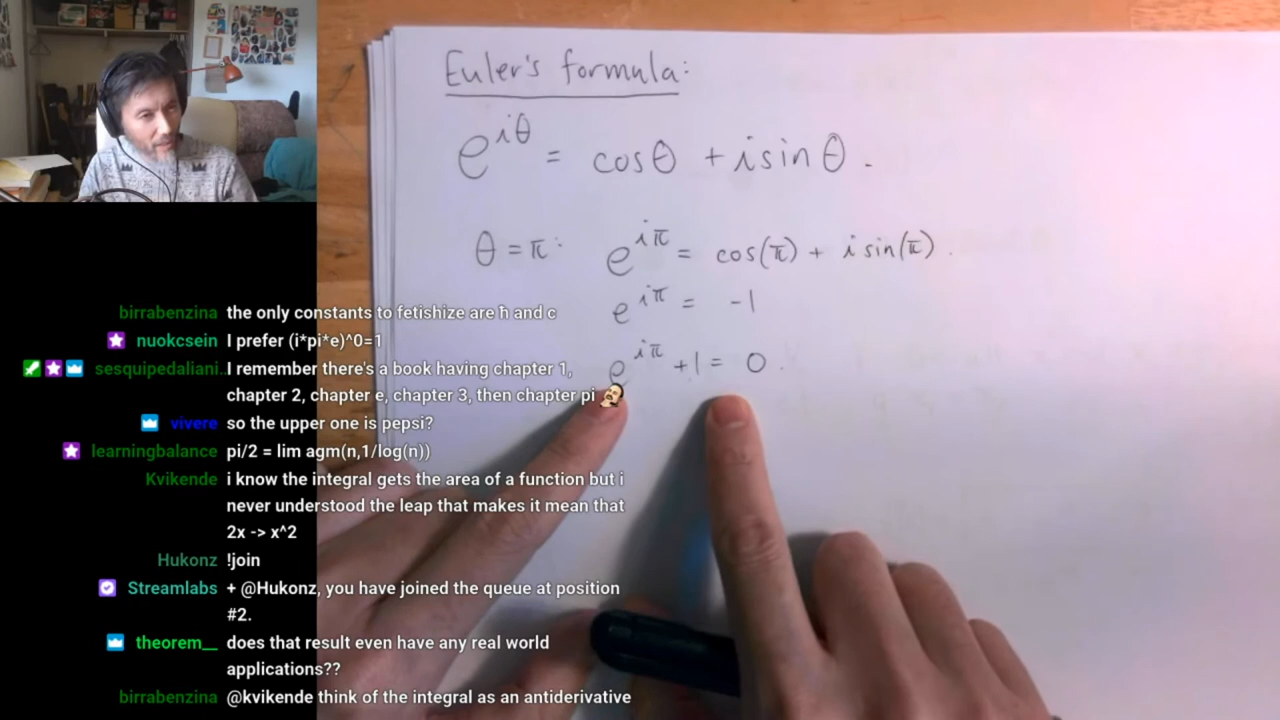 Euler's formula:
e^{iθ} = cosθ + i sin θ.
θ = π: e^{iπ} = cos(π) + i sin(π).
e^{iπ} = -1
e^{iπ} + 1 = 0.
birrabenzina the only constants to fetishize are ħ and c
nuokcsein I prefer (i*pi*e)^0=1
sesquipedaliani.. I remember there's a book having chapter 1,
chapter 2, chapter e, chapter 3, then chapter pi
vivere so the upper one is pepsi?
learningbalance pi/2 = lim agm(n,1/log(n))
Kvikende i know the integral gets the area of a function but i
never understood the leap that makes it mean that
2x -> x^2
Hukonz !join
Streamlabs + @Hukonz, you have joined the queue at position
#2.
theorem__ does that result even have any real world
applications??
birrabenzina @kvikende think of the integral as an antiderivative